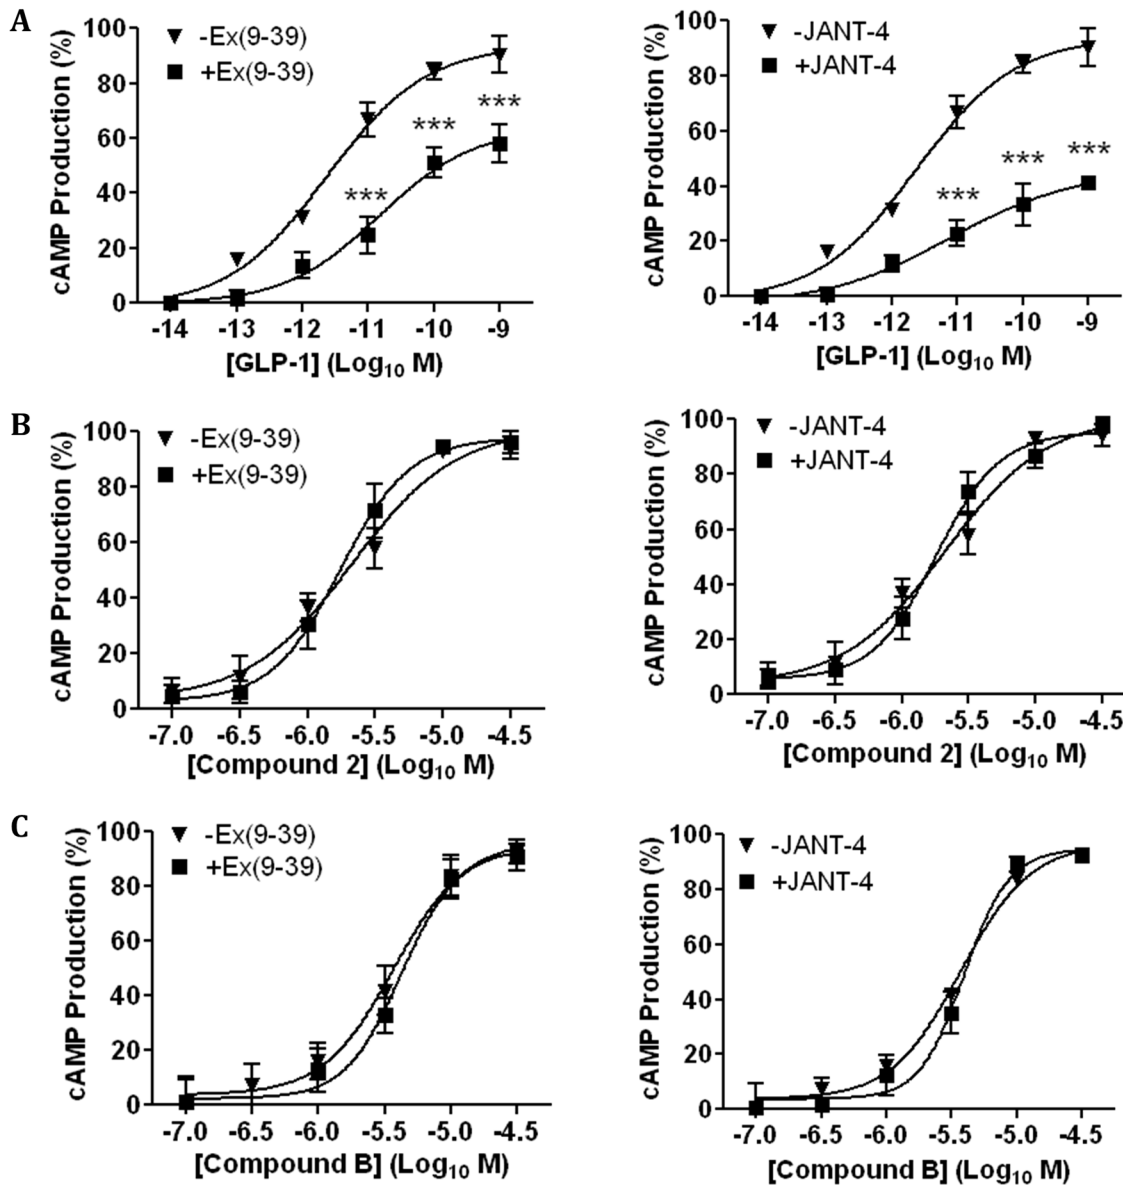 A
cAMP Production (%)
100
80
60
40
20
0
-Ex(9-39)
+Ex(9-39)
***
***
***
-14 -13 -12 -11 -10 -9
[GLP-1] (Log10 M)
cAMP Production (%)
100
80
60
40
20
0
-JANT-4
+JANT-4
***
***
***
-14 -13 -12 -11 -10 -9
[GLP-1] (Log10 M)
B
cAMP Production (%)
100
80
60
40
20
0
-Ex(9-39)
+Ex(9-39)
-7.0 -6.5 -6.0 -5.5 -5.0 -4.5
[Compound 2] (Log10 M)
cAMP Production (%)
100
80
60
40
20
0
-JANT-4
+JANT-4
-7.0 -6.5 -6.0 -5.5 -5.0 -4.5
[Compound 2] (Log10 M)
C
cAMP Production (%)
100
80
60
40
20
0
-Ex(9-39)
+Ex(9-39)
-7.0 -6.5 -6.0 -5.5 -5.0 -4.5
[Compound B] (Log10 M)
cAMP Production (%)
100
80
60
40
20
0
-JANT-4
+JANT-4
-7.0 -6.5 -6.0 -5.5 -5.0 -4.5
[Compound B] (Log10 M)